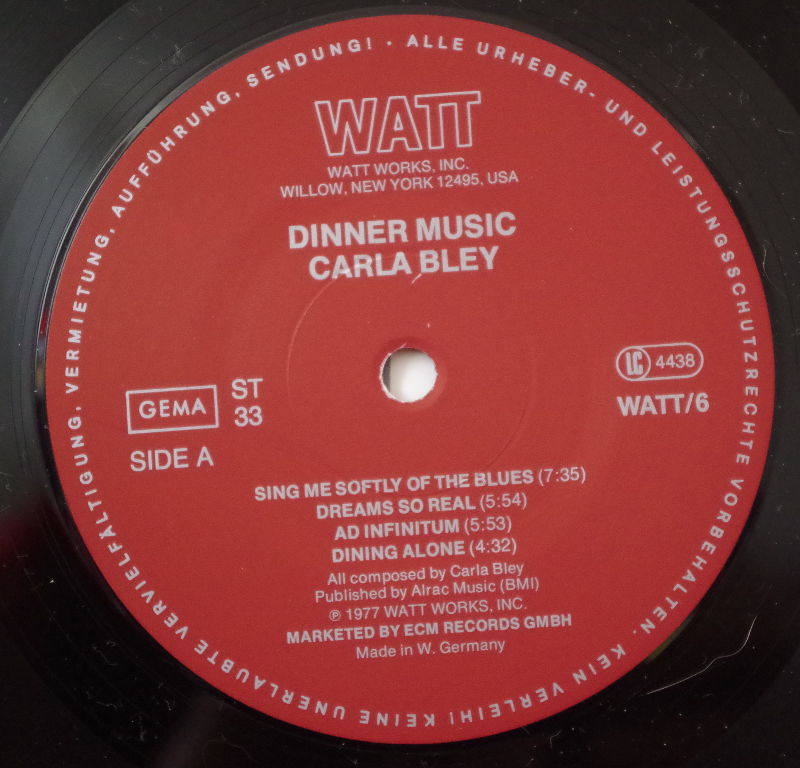 ALLE URHEBER- UND LEISTUNGSSCHUTZRECHTE VORBEHALTEN. KEIN VERLEIH! KEINE UNERLAUBTE VERVIELFÄLTIGUNG, VERMIETUNG, AUFFÜHRUNG, SENDUNG! ·
WATT
WATT WORKS, INC.
WILLOW, NEW YORK 12495, USA
DINNER MUSIC
CARLA BLEY
LC 4438
WATT/6
GEMA
ST
33
SIDE A
SING ME SOFTLY OF THE BLUES (7:35)
DREAMS SO REAL (5:54)
AD INFINITUM (5:53)
DINING ALONE (4:32)
All composed by Carla Bley
Published by Alrac Music (BMI)
℗ 1977 WATT WORKS, INC.
MARKETED BY ECM RECORDS GMBH
Made in W. Germany